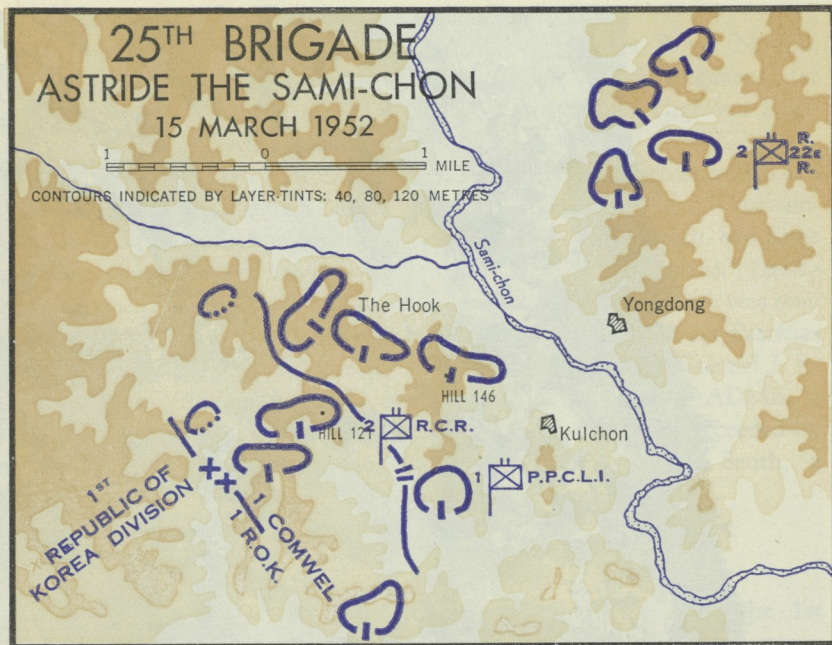 25TH BRIGADE
ASTRIDE THE SAMI-CHON
15 MARCH 1952
1 0 1 MILE
CONTOURS INDICATED BY LAYER-TINTS: 40, 80, 120 METRES
2 R.
22E
R.
Sami-chon
The Hook
Yongdong
HILL 146
HILL 121
2 R.C.R.
Kulchon
1 P.P.C.L.I.
1ST
REPUBLIC OF
KOREA DIVISION
1 COMWEL
1 R.O.K.